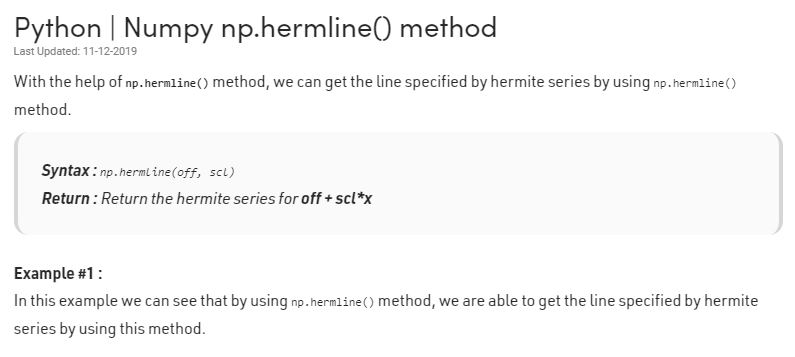 Python | Numpy np.hermline() method
Last Updated: 11-12-2019
With the help of np.hermline() method, we can get the line specified by hermite series by using np.hermline()
method.
Syntax : np.hermline(off, scl)
Return : Return the hermite series for off + scl*x
Example #1 :
In this example we can see that by using np.hermline() method, we are able to get the line specified by hermite
series by using this method.